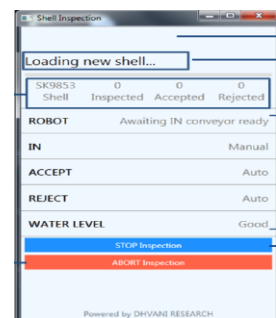 Shell Inspection
Loading new shell...
SK9853 0 0 0
Shell Inspected Accepted Rejected
ROBOT Awaiting IN conveyor ready
IN Manual
ACCEPT Auto
REJECT Auto
WATER LEVEL Good
STOP Inspection
ABORT Inspection
Powered by DHVANI RESEARCH